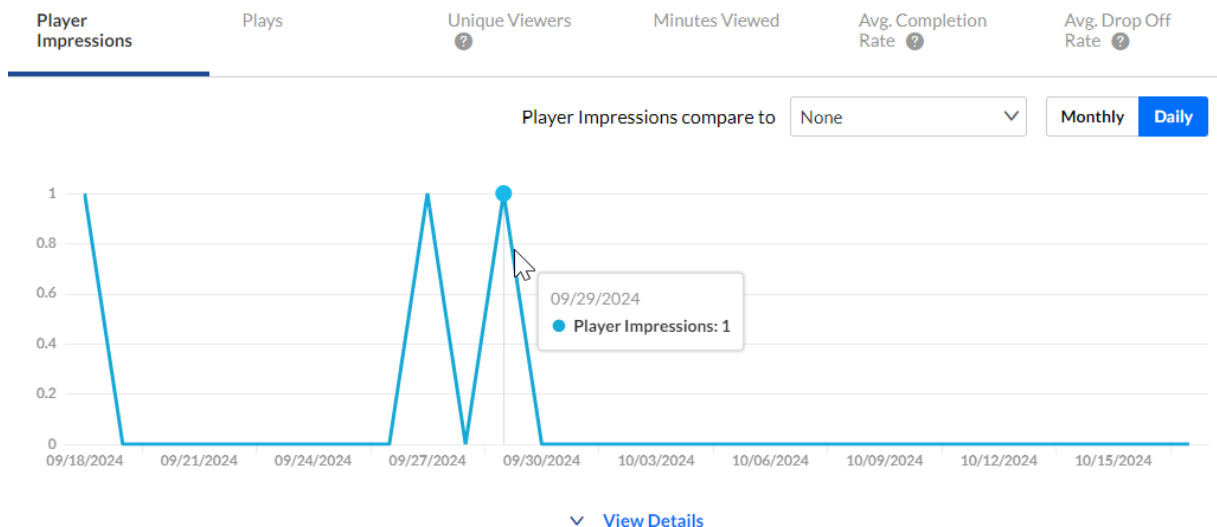 Player Impressions
Plays
Unique Viewers
?
Minutes Viewed
Avg. Completion Rate ?
Avg. Drop Off Rate ?
Player Impressions compare to
None
Monthly
Daily
1
0.8
0.6
0.4
0.2
0
09/29/2024
Player Impressions: 1
09/18/2024
09/21/2024
09/24/2024
09/27/2024
09/30/2024
10/03/2024
10/06/2024
10/09/2024
10/12/2024
10/15/2024
View Details